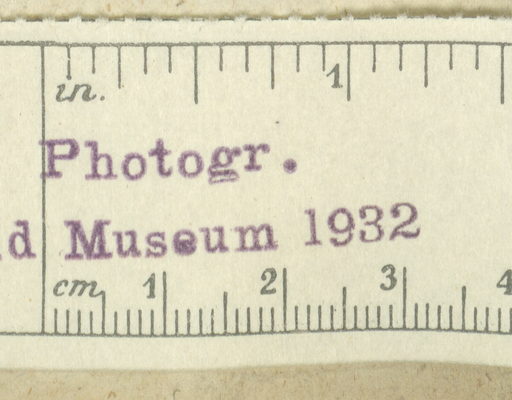 in. 1
Photogr.
d Museum 1932
cm 1 2 3 4